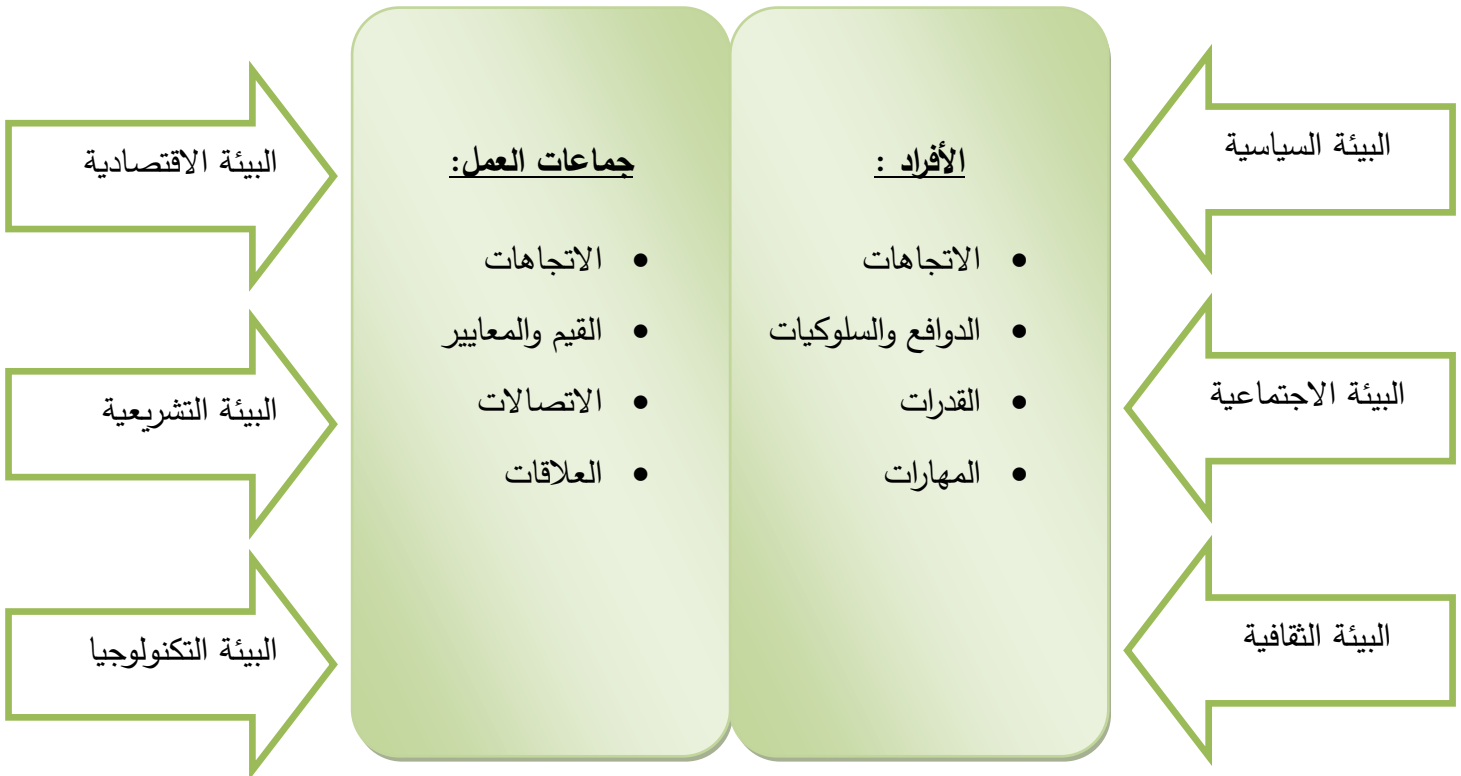 البيئة السياسية
البيئة الاجتماعية
البيئة الثقافية
الأفراد :
• الاتجاهات
• الدوافع والسلوكيات
• القدرات
• المهارات
جماعات العمل:
• الاتجاهات
• القيم والمعايير
• الاتصالات
• العلاقات
البيئة الاقتصادية
البيئة التشريعية
البيئة التكنولوجيا